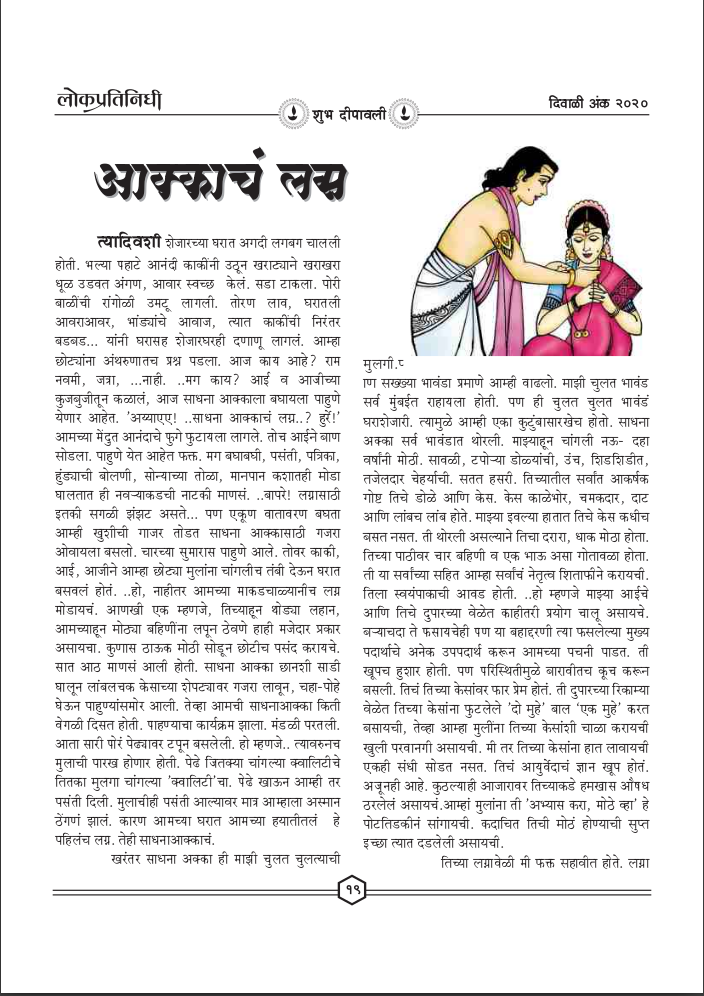 लोकप्रतिनिधी
शुभ दीपावली
दिवाळी अंक २०२०
आक्काचं लग्न
त्यादिवशी शेजारच्या घरात अगदी लगबग चालली
होती. भल्या पहाटे आनंदी काकींनी उठून खराट्याने खराखरा
धूळ उडवत अंगण, आवार स्वच्छ केलं. सडा टाकला. पोरी
बाळींची रांगोळी उमटू लागली. तोरण लाव, घरातली
आवराआवर, भांड्यांचे आवाज, त्यात काकींची निरंतर
बडबड... यांनी घरासह शेजारघरही दणाणू लागलं. आम्हा
छोट्यांना अंथरुणातच प्रश्न पडला. आज काय आहे? राम
नवमी, जत्रा, ...नाही. ..मग काय? आई व आजीच्या
कुजबुजीतून कळालं, आज साधना आक्काला बघायला पाहुणे
येणार आहेत. 'अय्याएए! ..साधना आक्काचं लग्न..? हुर्रे!'
आमच्या मेंदुत आनंदाचे फुगे फुटायला लागले. तोच आईने बाण
सोडला. पाहुणे येत आहेत फक्त. मग बघाबघी, पसंती, पत्रिका,
हुंड्याची बोलणी, सोन्याच्या तोळा, मानपान कशातही मोडा
घालतात ही नवऱ्याकडची नाटकी माणसं. ..बापरे! लग्नासाठी
इतकी सगळी झंझट असते... पण एकूण वातावरण बघता
आम्ही खुशीची गाजर तोडत साधना आक्कासाठी गजरा
ओवायला बसलो. चारच्या सुमारास पाहुणे आले. तोवर काकी,
आई, आजीने आम्हा छोट्या मुलांना चांगलीच तंबी देऊन घरात
बसवलं होतं. ..हो, नाहीतर आमच्या माकडचाळ्यानीच लग्न
मोडायचं. आणखी एक म्हणजे, तिच्याहून थोड्या लहान,
आमच्याहून मोठ्या बहिणींना लपून ठेवणे हाही मजेदार प्रकार
असायचा. कुणास ठाऊक मोठी सोडून छोटीच पसंद करायचे.
सात आठ माणसं आली होती. साधना आक्का छानशी साडी
घालून लांबलचक केसाच्या शेपट्यावर गजरा लावून, चहा-पोहे
घेऊन पाहुण्यांसमोर आली. तेव्हा आमची साधनाआक्का किती
वेगळी दिसत होती. पाहण्याचा कार्यक्रम झाला. मंडळी परतली.
आता सारी पोरं पेढ्यावर टपून बसलेली. हो म्हणजे.. त्यावरुनच
मुलाची पारख होणार होती. पेढे जितक्या चांगल्या क्वालिटीचे
तितका मुलगा चांगल्या 'क्वालिटी'चा. पेढे खाऊन आम्ही तर
पसंती दिली. मुलाचीही पसंती आल्यावर मात्र आम्हाला अस्मान
ठेंगणं झालं. कारण आमच्या घरात आमच्या हयातीतलं हे
पहिलंच लग्न. तेही साधनाआक्काचं.
खरंतर साधना अक्का ही माझी चुलत चुलत्याची
मुलगी.
ण सख्ख्या भावंडा प्रमाणे आम्ही वाढलो. माझी चुलत भावंड
सर्व मुंबईत राहायला होती. पण ही चुलत चुलत भावंडं
घराशेजारी. त्यामुळे आम्ही एका कुटुंबासारखेच होतो. साधना
अक्का सर्व भावंडात थोरली. माझ्याहून चांगली नऊ- दहा
वर्षांनी मोठी. सावळी, टपोऱ्या डोळ्यांची, उंच, शिडशिडीत,
तजेलदार चेहर्याची. सतत हसरी. तिच्यातील सर्वांत आकर्षक
गोष्ट तिचे डोळे आणि केस. केस काळेभोर, चमकदार, दाट
आणि लांबच लांब होते. माझ्या इवल्या हातात तिचे केस कधीच
बसत नसत. ती थोरली असल्याने तिचा दरारा, धाक मोठा होता.
तिच्या पाठीवर चार बहिणी व एक भाऊ असा गोतावळा होता.
ती या सर्वांच्या सहित आम्हा सर्वांचं नेतृत्व शिताफीने करायची.
तिला स्वयंपाकाची आवड होती. ..हो म्हणजे माझ्या आईचे
आणि तिचे दुपारच्या वेळेत काहीतरी प्रयोग चालू असायचे.
बऱ्याचदा ते फसायचेही पण या बहाद्दरणी त्या फसलेल्या मुख्य
पदार्थाचे अनेक उपपदार्थ करून आमच्या पचनी पाडत. ती
खूपच हुशार होती. पण परिस्थितीमुळे बारावीतच कूच करून
बसली. तिचं तिच्या केसांवर फार प्रेम होतं. ती दुपारच्या रिकाम्या
वेळेत तिच्या केसांना फुटलेले 'दो मुहे' बाल 'एक मुहे' करत
बसायची, तेव्हा आम्हा मुलींना तिच्या केसांशी चाळा करायची
खुली परवानगी असायची. मी तर तिच्या केसांना हात लावायची
एकही संधी सोडत नसत. तिचं आयुर्वेदाचं ज्ञान खूप होतं.
अजूनही आहे. कुठल्याही आजारावर तिच्याकडे हमखास औषध
ठरलेलं असायचं.आम्हां मुलांना ती 'अभ्यास करा, मोठे व्हा' हे
पोटतिडकीनं सांगायची. कदाचित तिची मोठं होण्याची सुप्त
इच्छा त्यात दडलेली असायची.
तिच्या लग्नावेळी मी फक्त सहावीत होते. लग्ना
१९